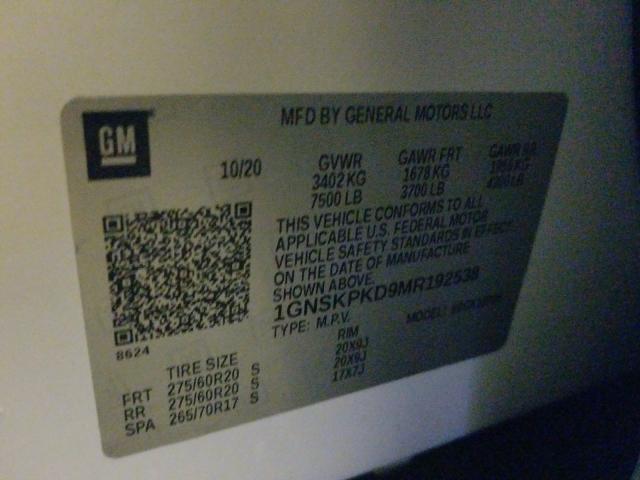 GM
MFD BY GENERAL MOTORS LLC
10/20 GVWR GAWR FRT GAWR RR
3402 KG 1678 KG
7500 LB 3700 LB
THIS VEHICLE CONFORMS TO ALL
APPLICABLE U.S. FEDERAL MOTOR
VEHICLE SAFETY STANDARDS IN EFFECT
ON THE DATE OF MANUFACTURE
SHOWN ABOVE.
1GNSKPKD9MR192538
TYPE: M.P.V. MODEL:
8624
TIRE SIZE RIM
FRT 275/60R20 S 20X9J
RR 275/60R20 S 20X9J
SPA 265/70R17 S 17X7J